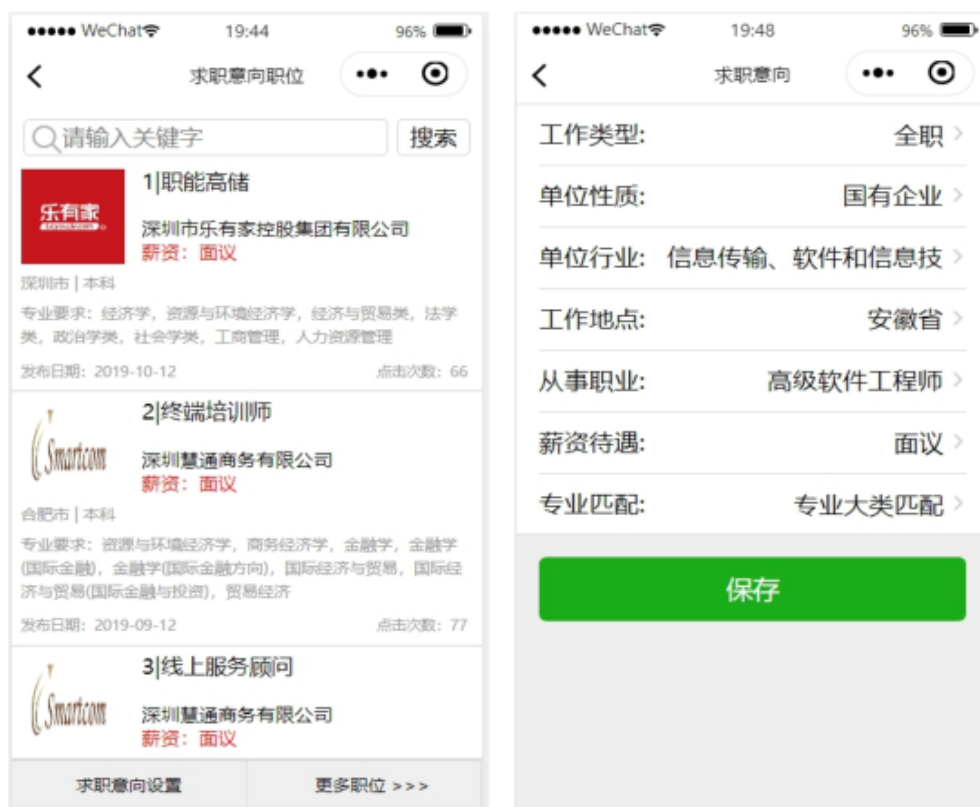 WeChat 19:44 96%
求职意向职位
请输入关键字 搜索
乐有家
1|职能高储
深圳市乐有家控股集团有限公司
薪资：面议
深圳市 | 本科
专业要求：经济学，资源与环境经济学，经济与贸易类，法学
类，政治学类，社会学类，工商管理，人力资源管理
发布日期：2019-10-12 点击次数：66
Smartcom
2|终端培训师
深圳慧通商务有限公司
薪资：面议
合肥市 | 本科
专业要求：资源与环境经济学，商务经济学，金融学，金融学
(国际金融)，金融学(国际金融方向)，国际经济与贸易，国际经
济与贸易(国际金融与投资)，贸易经济
发布日期：2019-09-12 点击次数：77
Smartcom
3|线上服务顾问
深圳慧通商务有限公司
薪资：面议
求职意向设置 更多职位 >>>
WeChat 19:48 96%
求职意向
工作类型: 全职
单位性质: 国有企业
单位行业: 信息传输、软件和信息技
工作地点: 安徽省
从事职业: 高级软件工程师
薪资待遇: 面议
专业匹配: 专业大类匹配
保存